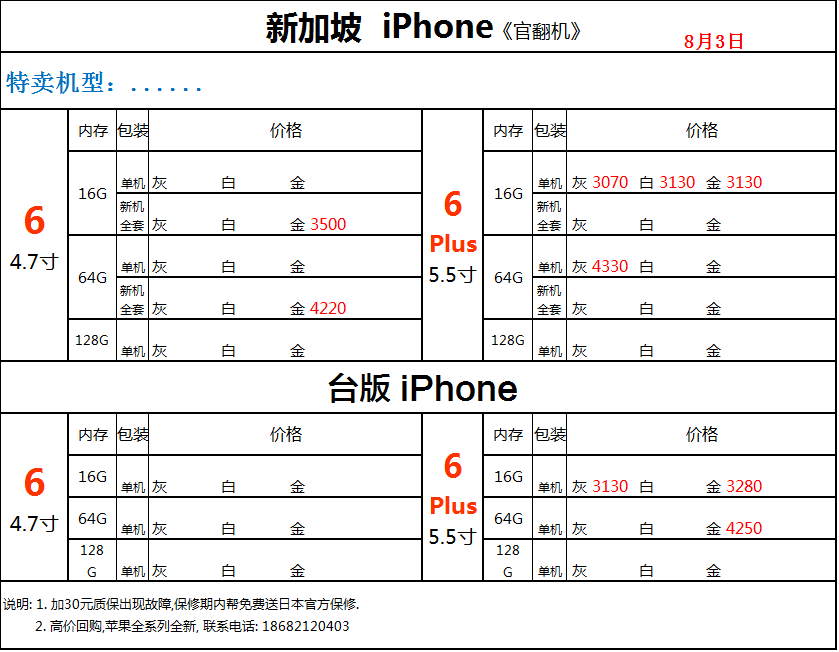 新加坡 iPhone《官翻机》
8月3日
特卖机型：......
6
4.7寸
内存 包装 价格
16G
单机 灰 白 金
新机
全套 灰 白 金 3500
64G
单机 灰 白 金
新机
全套 灰 白 金 4220
128G
单机 灰 白 金
6
Plus
5.5寸
内存 包装 价格
16G
单机 灰 3070 白 3130 金 3130
新机
全套 灰 白 金
64G
单机 灰 4330 白 金
新机
全套 灰 白 金
128G
单机 灰 白 金
台版 iPhone
6
4.7寸
内存 包装 价格
16G
单机 灰 白 金
64G
单机 灰 白 金
128
G
单机 灰 白 金
6
Plus
5.5寸
内存 包装 价格
16G
单机 灰 3130 白 金 3280
64G
单机 灰 白 金 4250
128
G
单机 灰 白 金
说明: 1. 加30元质保出现故障,保修期内帮免费送日本官方保修.
2. 高价回购,苹果全系列全新, 联系电话: 18682120403